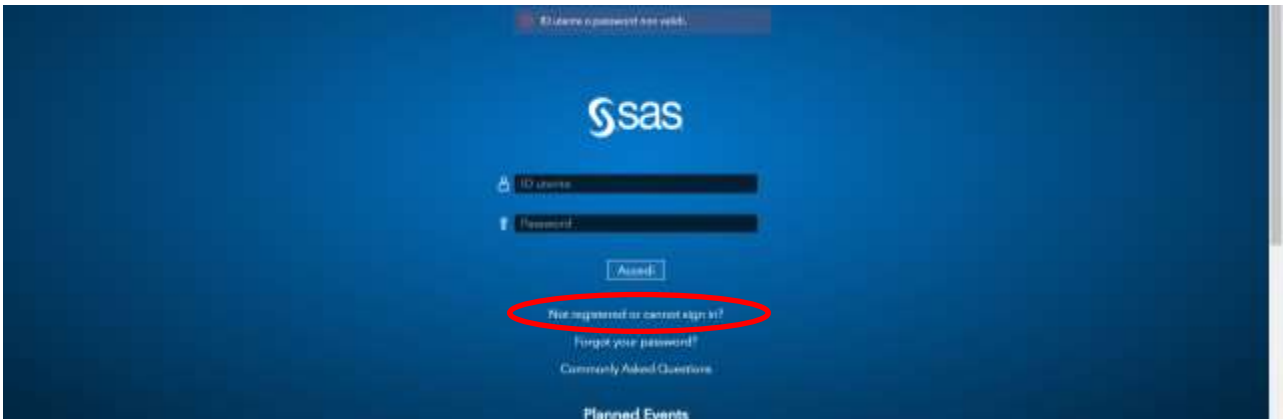 ID utente o password non validi.
sas
ID utente
Password
Accedi
Not registered or cannot sign in?
Forgot your password?
Commonly Asked Questions
Planned Events